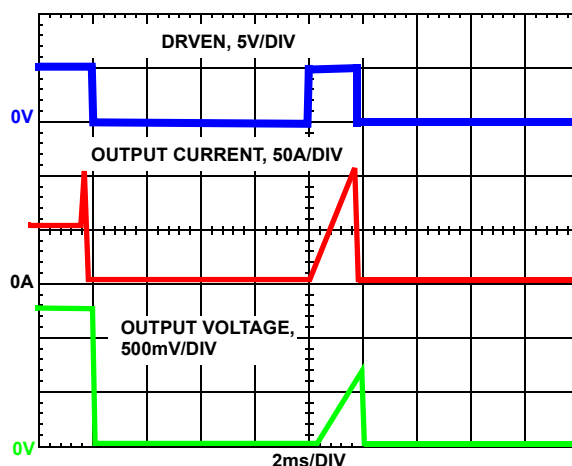 DRVEN, 5V/DIV
0V
OUTPUT CURRENT, 50A/DIV
0A
OUTPUT VOLTAGE,
500mV/DIV
0V
2ms/DIV